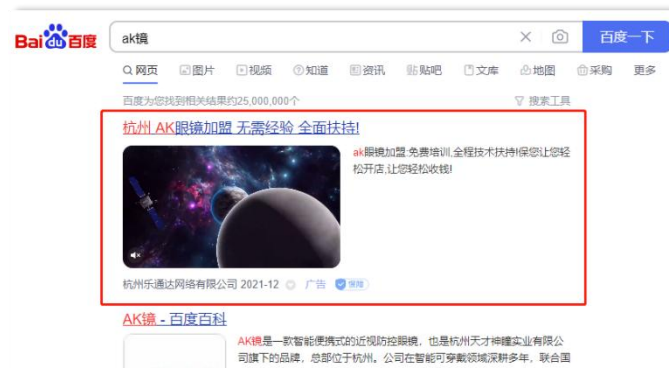 Bai du 百度
ak镜
百度一下
网页 图片 视频 知道 资讯 贴吧 文库 地图 采购 更多
百度为您找到相关结果约25,000,000个
搜索工具
杭州 AK眼镜加盟 无需经验 全面扶持!
ak眼镜加盟:免费培训,全程技术扶持!保您让您轻
松开店,让您轻松收钱!
杭州乐通达网络有限公司 2021-12 广告 保障
AK镜 - 百度百科
AK镜是一款智能便携式的近视防控眼镜，也是杭州天才神瞳实业有限公
司旗下的品牌，总部位于杭州。公司在智能可穿戴领域深耕多年，联合国